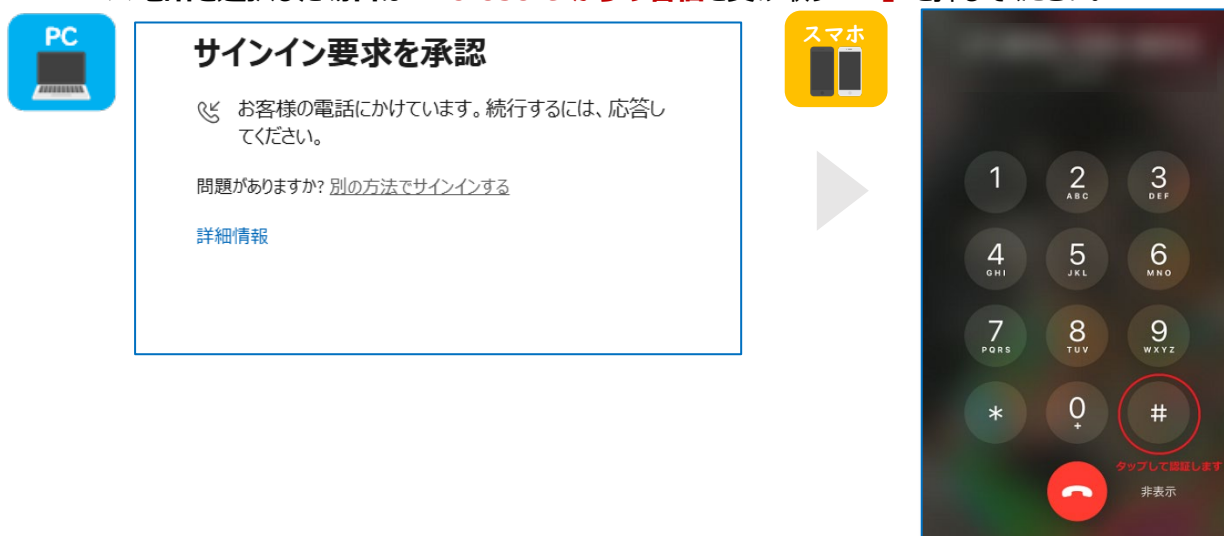 PC
サインイン要求を承認
お客様の電話にかけています。続行するには、応答し
てください。
問題がありますか? 別の方法でサインインする
詳細情報
スマホ
1
2
ABC
3
DEF
4
GHI
5
JKL
6
MNO
7
PQRS
8
TUV
9
WXYZ
*
0
+
#
タップして認証します
非表示